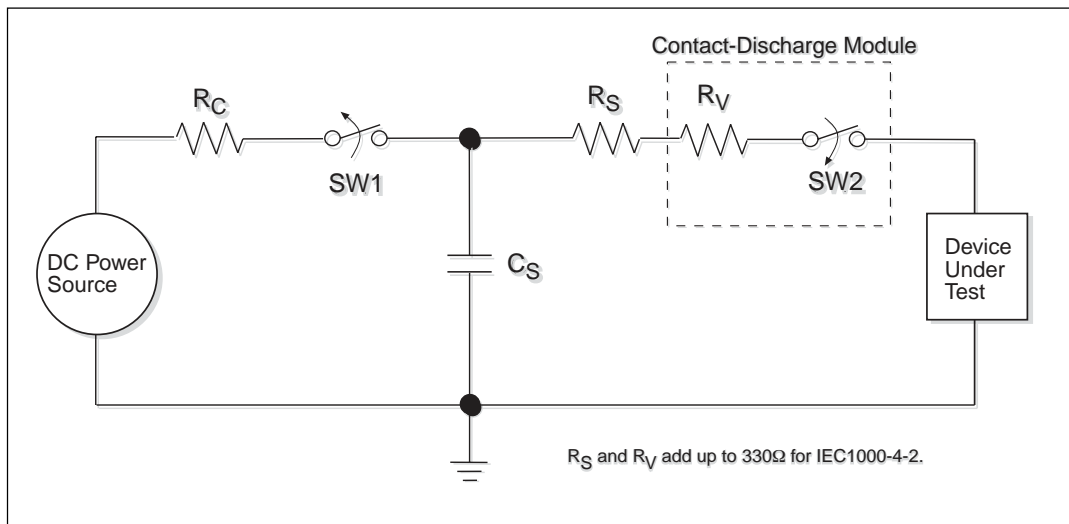 Contact-Discharge Module
RC
RS
RV
SW1
SW2
DC Power
Source
CS
Device
Under
Test
RS and RV add up to 330Ω for IEC1000-4-2.